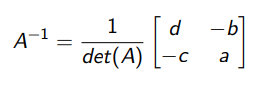 A⁻¹ = 1/det(A) [d −b; −c a]